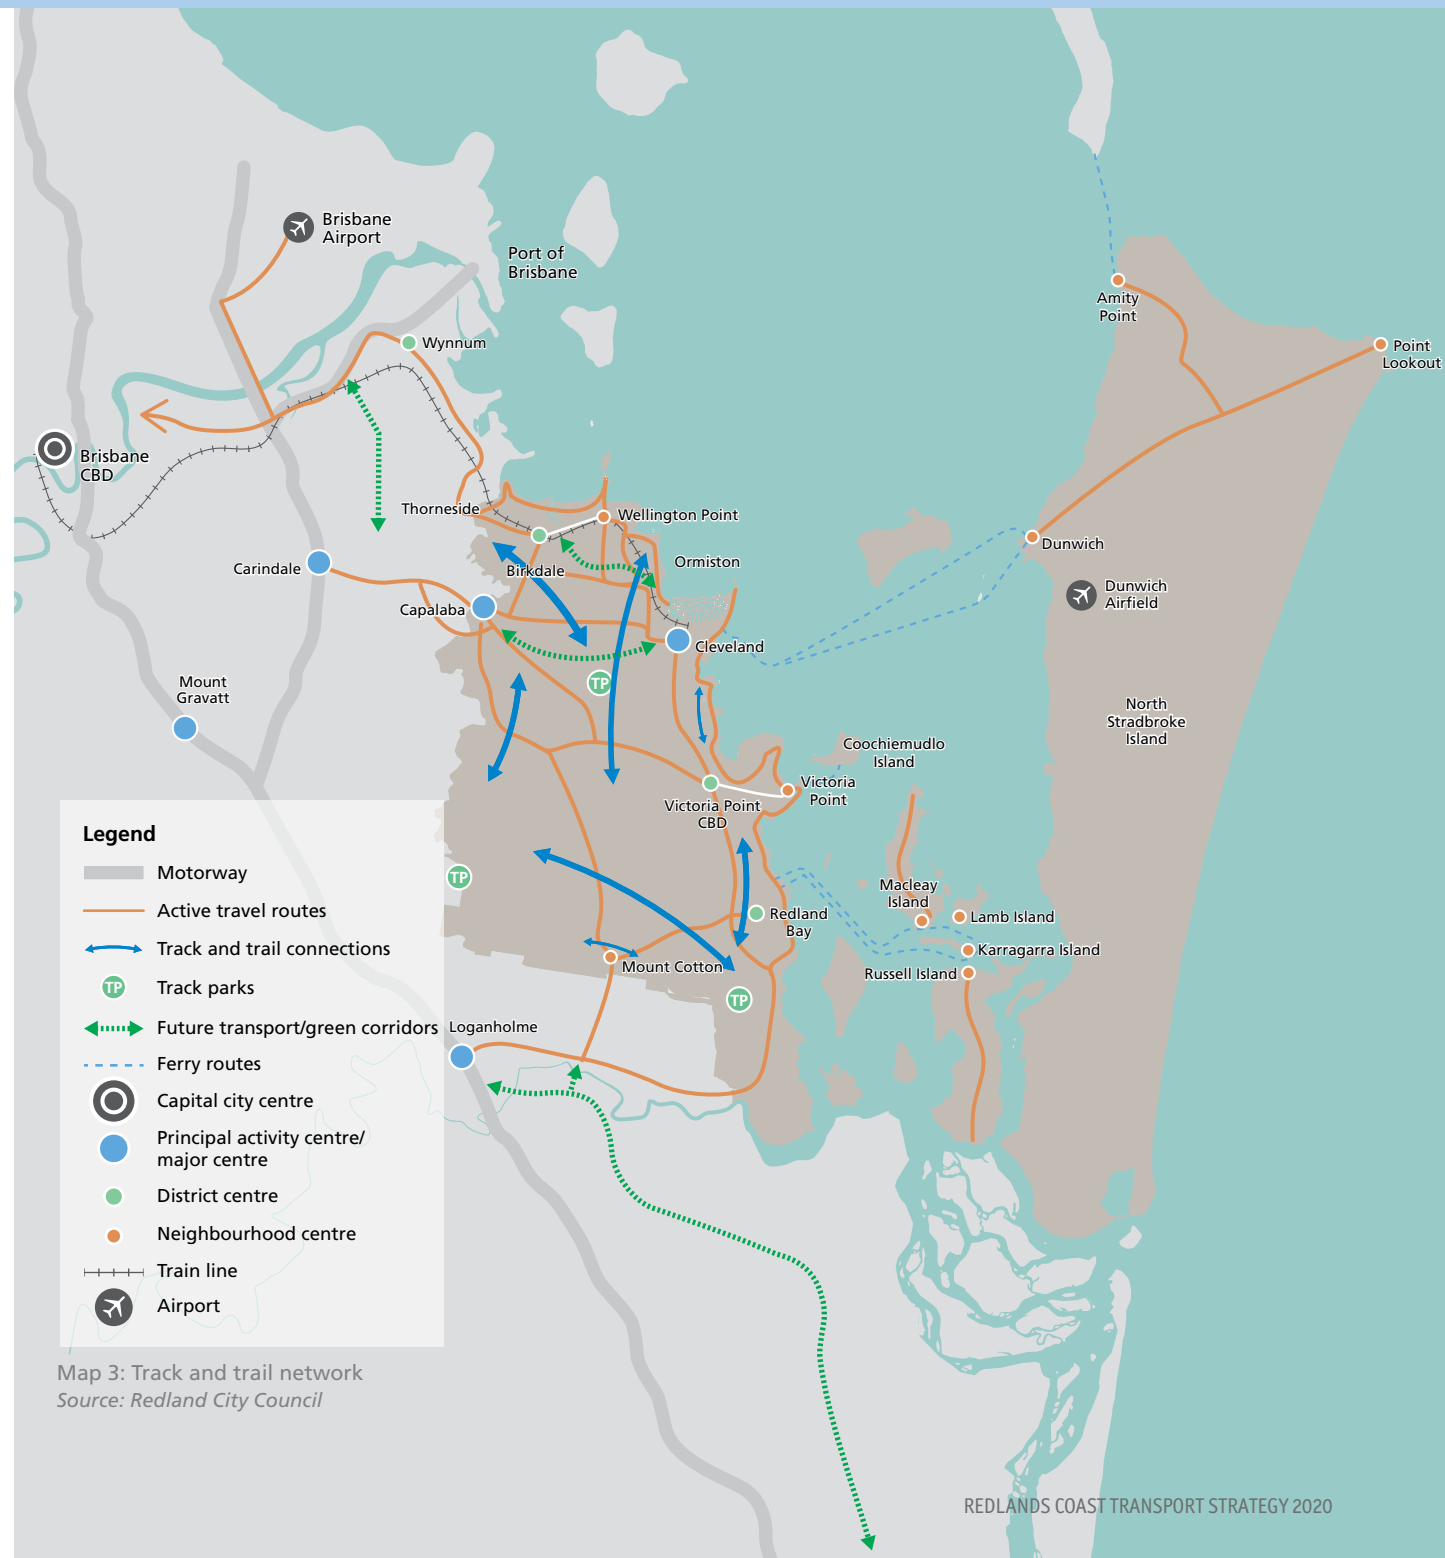 Brisbane
Airport
Port of
Brisbane
Amity
Point
Wynnum
Point
Lookout
Brisbane
CBD
Thorneside
Wellington Point
Dunwich
Ormiston
Carindale
Birkdale
Dunwich
Airfield
Capalaba
Cleveland
TP
Mount
Gravatt
North
Stradbroke
Island
Coochiemudlo
Island
Victoria
Point
Victoria Point
CBD
TP
Macleay
Island
Redland
Bay
Lamb Island
Karragarra Island
Mount Cotton
Russell Island
TP
Loganholme
Legend
Motorway
Active travel routes
Track and trail connections
TP Track parks
Future transport/green corridors
Ferry routes
Capital city centre
Principal activity centre/
major centre
District centre
Neighbourhood centre
Train line
Airport
Map 3: Track and trail network
Source: Redland City Council
REDLANDS COAST TRANSPORT STRATEGY 2020